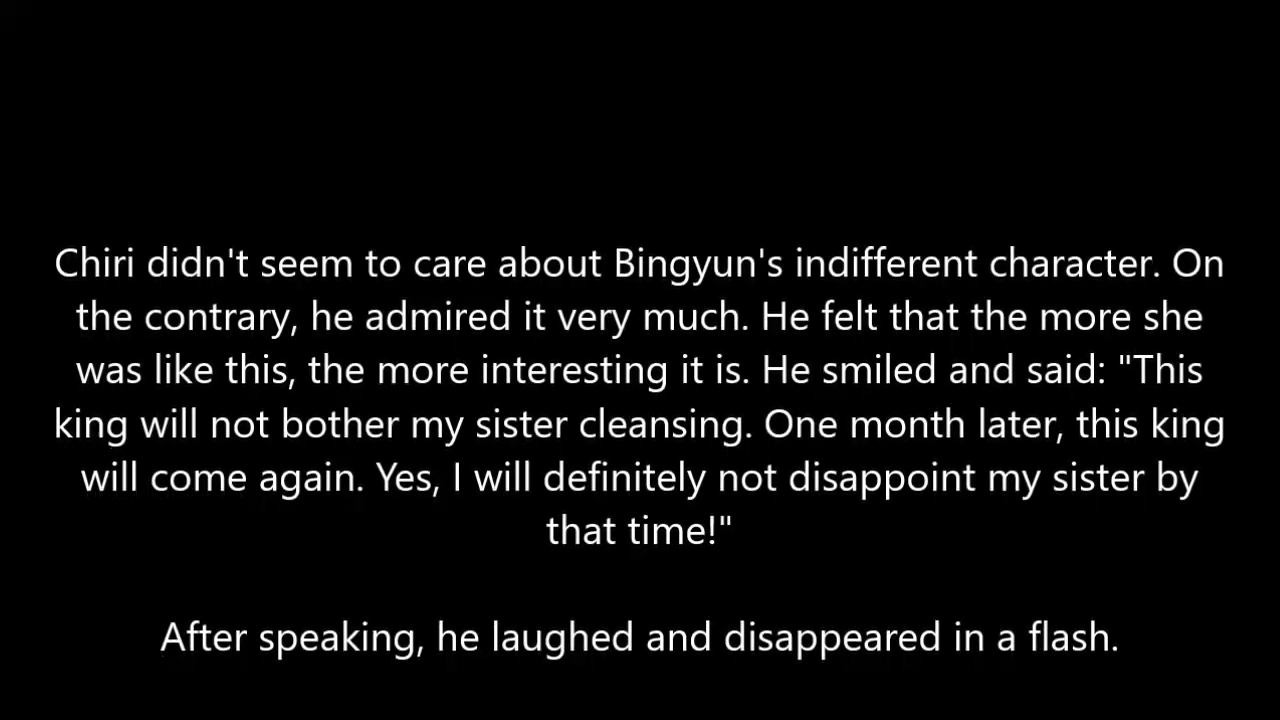 Chiri didn't seem to care about Bingyun's indifferent character. On
the contrary, he admired it very much. He felt that the more she
was like this, the more interesting it is. He smiled and said: "This
king will not bother my sister cleansing. One month later, this king
will come again. Yes, I will definitely not disappoint my sister by
that time!"
After speaking, he laughed and disappeared in a flash.